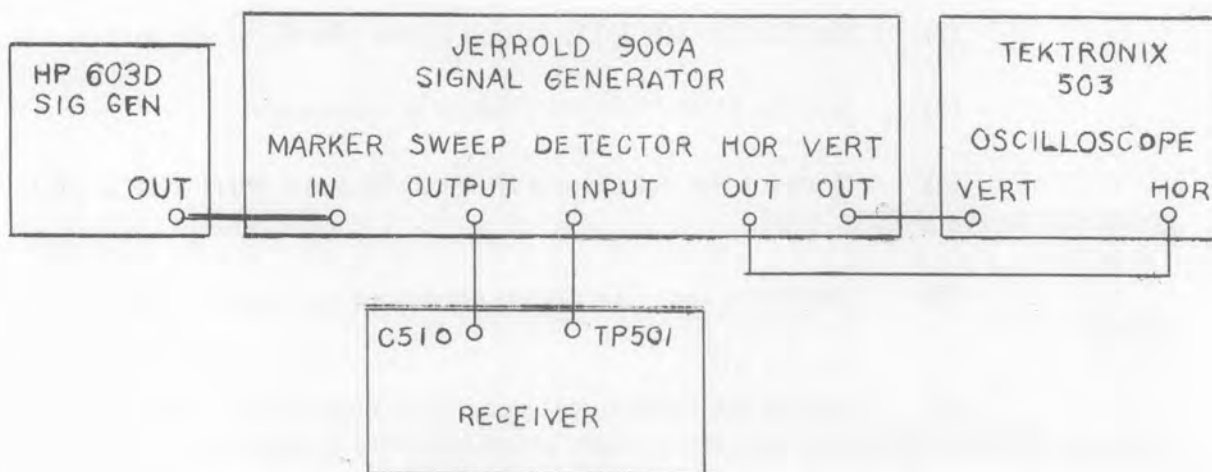 HP 603D
SIG GEN
OUT
JERROLD 900A
SIGNAL GENERATOR
MARKER SWEEP DETECTOR HOR VERT
IN OUTPUT INPUT OUT OUT
TEKTRONIX
503
OSCILLOSCOPE
VERT HOR
C510 TP501
RECEIVER